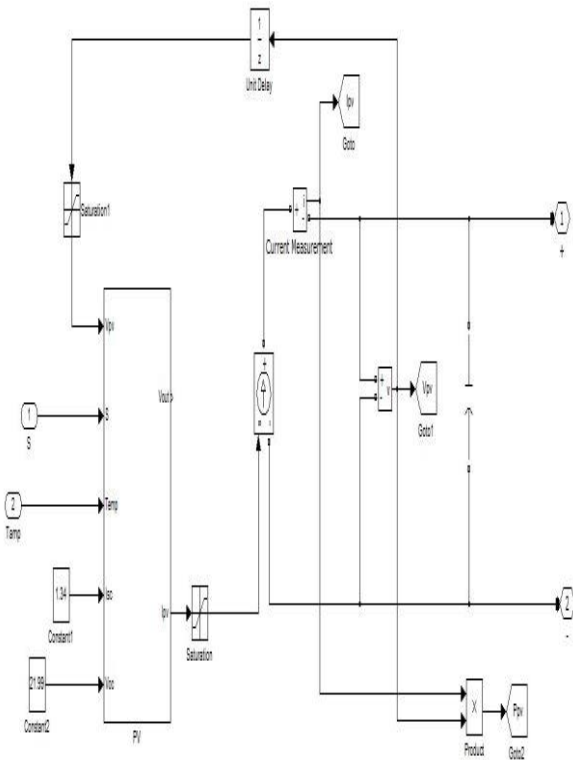 1
z
Unit Delay
Ipv
Goto
Saturation1
i
+
-
Current Measurement
1
+
Vpv
Vout
+
-
v
Vpv
Goto1
1
S
S
2
Tamp
Temp
1.34
Constant1
Isc
Ipv
Saturation
2
-
21.99
Constant2
Voc
PV
X
Product
Ppv
Goto2